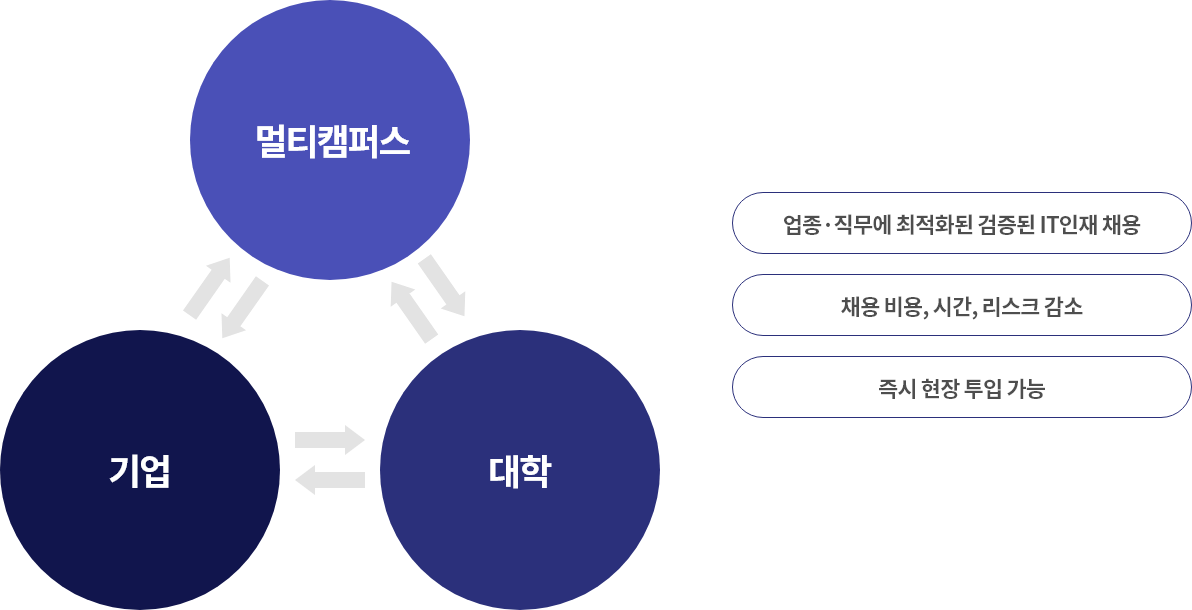 멀티캠퍼스
기업
대학
업종·직무에 최적화된 검증된 IT인재 채용
채용 비용, 시간, 리스크 감소
즉시 현장 투입 가능